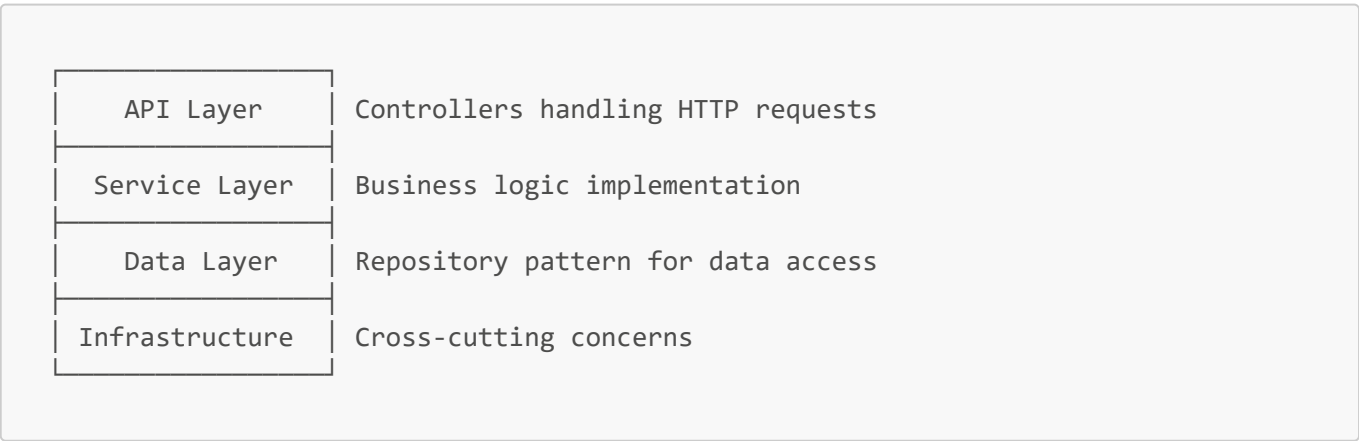 API Layer Controllers handling HTTP requests
Service Layer Business logic implementation
Data Layer Repository pattern for data access
Infrastructure Cross-cutting concerns